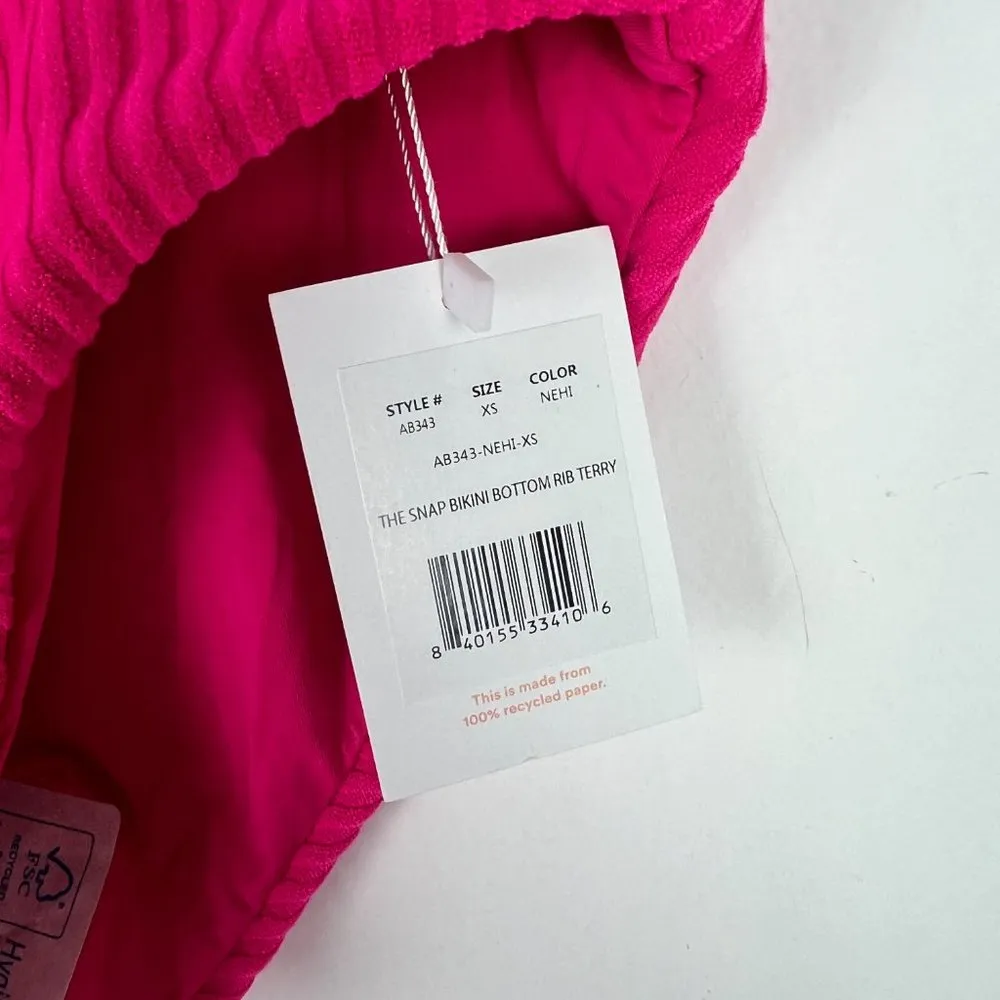 STYLE # SIZE COLOR
AB343 XS NEHI
AB343-NEHI-XS
THE SNAP BIKINI BOTTOM RIB TERRY
8 40155 33410 6
This is made from
100% recycled paper.
FSC
RECYCLED